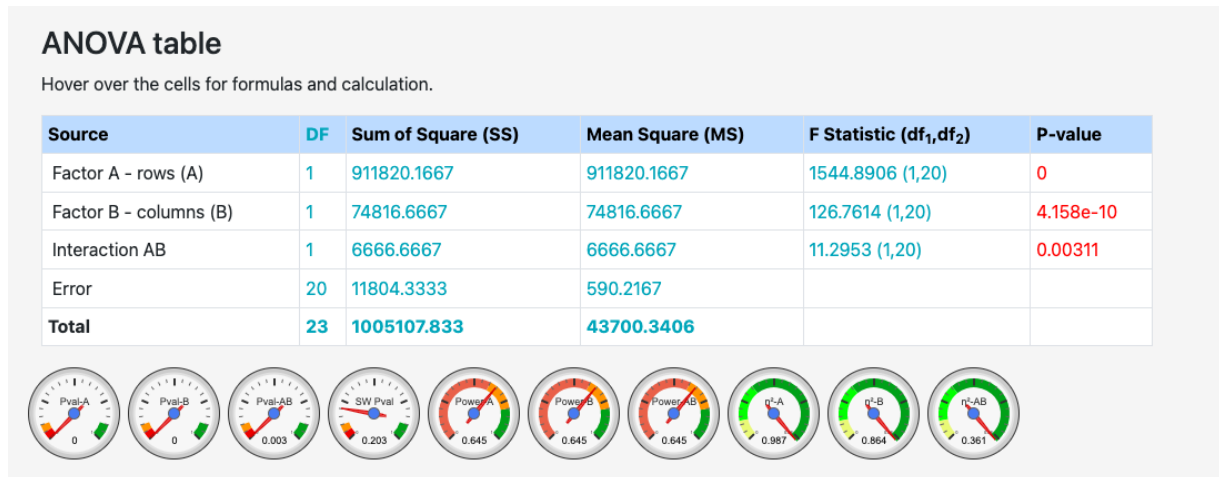 ANOVA table
Hover over the cells for formulas and calculation.
Source DF Sum of Square (SS) Mean Square (MS) F Statistic (df₁,df₂) P-value
Factor A - rows (A) 1 911820.1667 911820.1667 1544.8906 (1,20) 0
Factor B - columns (B) 1 74816.6667 74816.6667 126.7614 (1,20) 4.158e-10
Interaction AB 1 6666.6667 6666.6667 11.2953 (1,20) 0.00311
Error 20 11804.3333 590.2167
Total 23 1005107.833 43700.3406
Pval-A Pval-B Pval-AB SW Pval Power-A Power-B Power-AB η²-A η²-B η²-AB
0 0 0.003 0.203 0.645 0.645 0.645 0.987 0.864 0.361